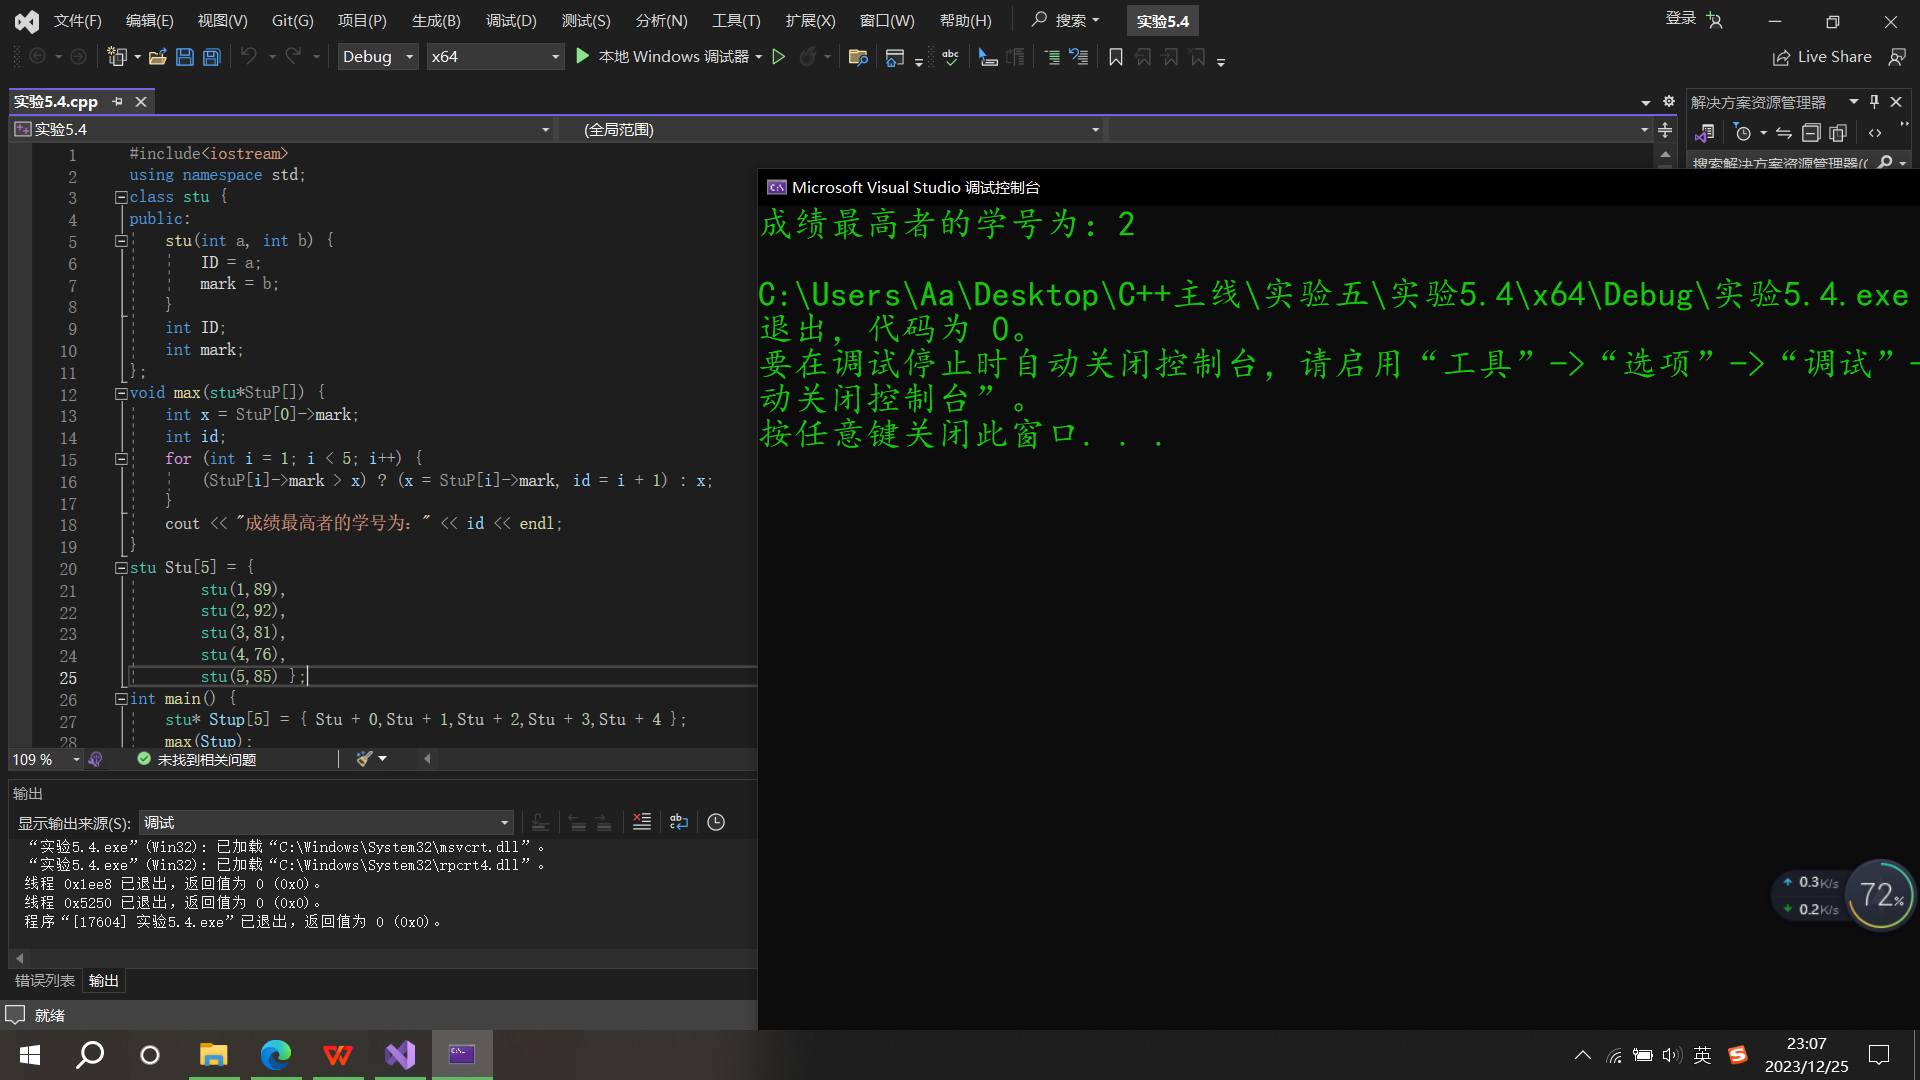 文件(F) 编辑(E) 视图(V) Git(G) 项目(P) 生成(B) 调试(D) 测试(S) 分析(N) 工具(T) 扩展(X) 窗口(W) 帮助(H) 搜索 实验5.4 登录
Debug x64 本地 Windows 调试器 Live Share
实验5.4.cpp
解决方案资源管理器
实验5.4 (全局范围)
搜索解决方案资源管理器(C
1 #include<iostream>
2 using namespace std;
3 class stu {
4 public:
5 stu(int a, int b) {
6 ID = a;
7 mark = b;
8 }
9 int ID;
10 int mark;
11 };
12 void max(stu*StuP[]) {
13 int x = StuP[0]->mark;
14 int id;
15 for (int i = 1; i < 5; i++) {
16 (StuP[i]->mark > x) ? (x = StuP[i]->mark, id = i + 1) : x;
17 }
18 cout << "成绩最高者的学号为：" << id << endl;
19 }
20 stu Stu[5] = {
21 stu(1,89),
22 stu(2,92),
23 stu(3,81),
24 stu(4,76),
25 stu(5,85) };
26 int main() {
27 stu* Stup[5] = { Stu + 0,Stu + 1,Stu + 2,Stu + 3,Stu + 4 };
28 max(Stup);
Microsoft Visual Studio 调试控制台
成绩最高者的学号为：2
C:\Users\Aa\Desktop\C++主线\实验五\实验5.4\x64\Debug\实验5.4.exe
退出，代码为 0。
要在调试停止时自动关闭控制台，请启用“工具”->“选项”->“调试”-
动关闭控制台”。
按任意键关闭此窗口. . .
109 % 未找到相关问题
输出
显示输出来源(S): 调试
“实验5.4.exe”(Win32): 已加载“C:\Windows\System32\msvcrt.dll”。
“实验5.4.exe”(Win32): 已加载“C:\Windows\System32\rpcrt4.dll”。
线程 0x1ee8 已退出，返回值为 0 (0x0)。
线程 0x5250 已退出，返回值为 0 (0x0)。
程序“[17604] 实验5.4.exe”已退出，返回值为 0 (0x0)。
错误列表 输出
就绪
0.3K/s
0.2K/s
72%
英
23:07
2023/12/25